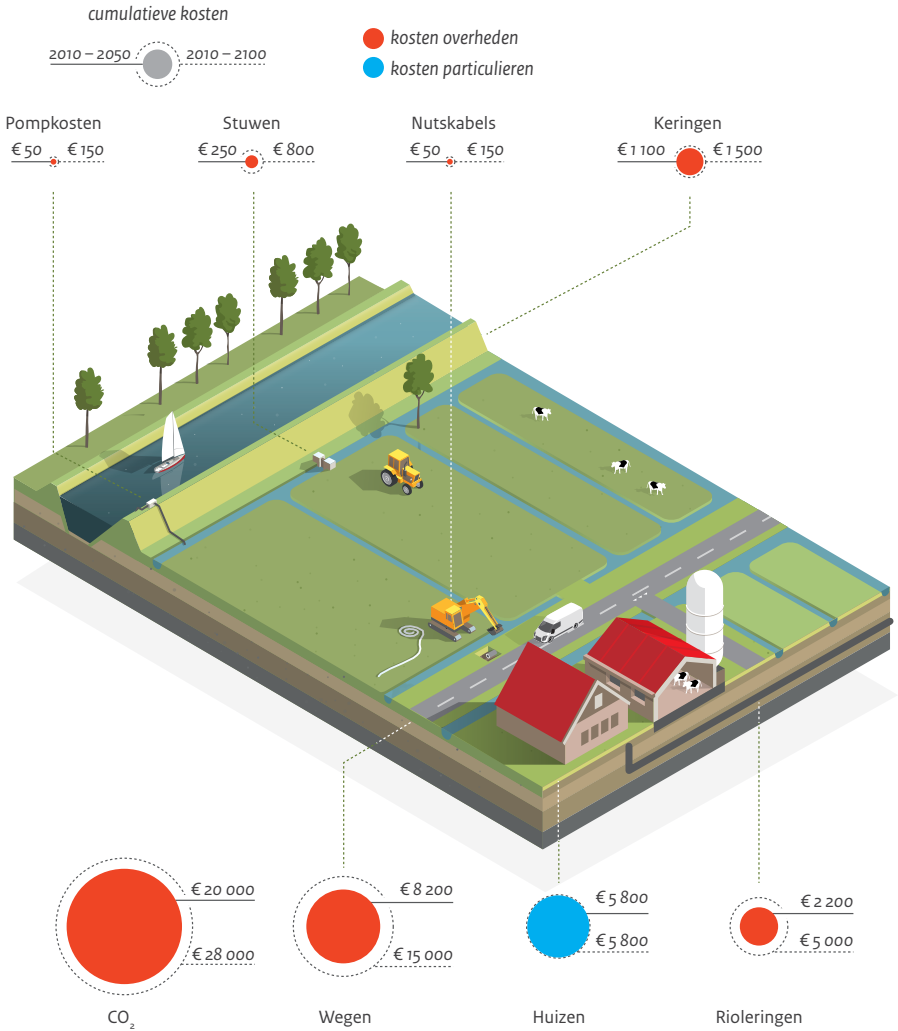 cumulatieve kosten
2010 – 2050 2010 – 2100
kosten overheden
kosten particulieren
Pompkosten
€ 50 € 150
Stuwen
€ 250 € 800
Nutskabels
€ 50 € 150
Keringen
€ 1 100 € 1 500
€ 20 000
€ 28 000
CO₂
€ 8 200
€ 15 000
Wegen
€ 5 800
€ 5 800
Huizen
€ 2 200
€ 5 000
Rioleringen